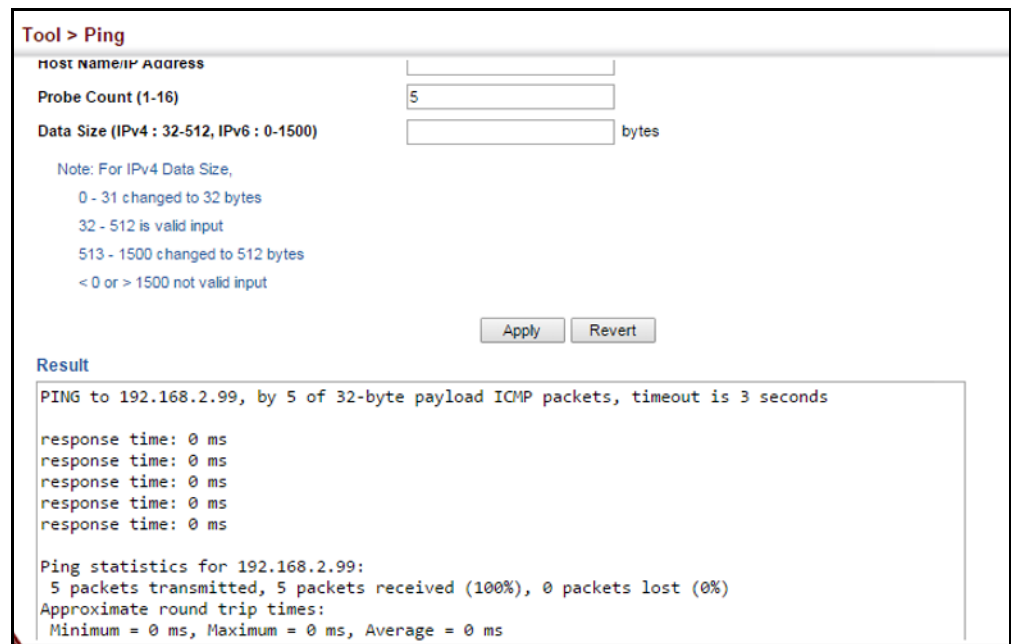 Tool > Ping
Host Name/IP Address
Probe Count (1-16) 5
Data Size (IPv4 : 32-512, IPv6 : 0-1500) bytes
Note: For IPv4 Data Size,
0 - 31 changed to 32 bytes
32 - 512 is valid input
513 - 1500 changed to 512 bytes
< 0 or > 1500 not valid input
Apply Revert
Result
PING to 192.168.2.99, by 5 of 32-byte payload ICMP packets, timeout is 3 seconds
response time: 0 ms
response time: 0 ms
response time: 0 ms
response time: 0 ms
response time: 0 ms
Ping statistics for 192.168.2.99:
5 packets transmitted, 5 packets received (100%), 0 packets lost (0%)
Approximate round trip times:
Minimum = 0 ms, Maximum = 0 ms, Average = 0 ms